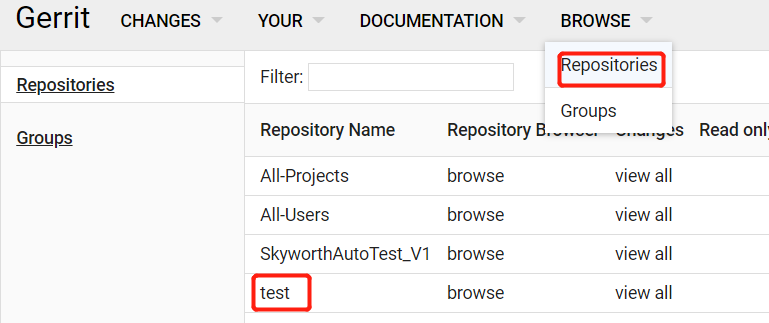 Gerrit CHANGES YOUR DOCUMENTATION BROWSE
Repositories
Groups
Filter:
Repositories
Groups
Repository Name Repository Browser Changes Read only
All-Projects browse view all
All-Users browse view all
SkyworthAutoTest_V1 browse view all
test browse view all